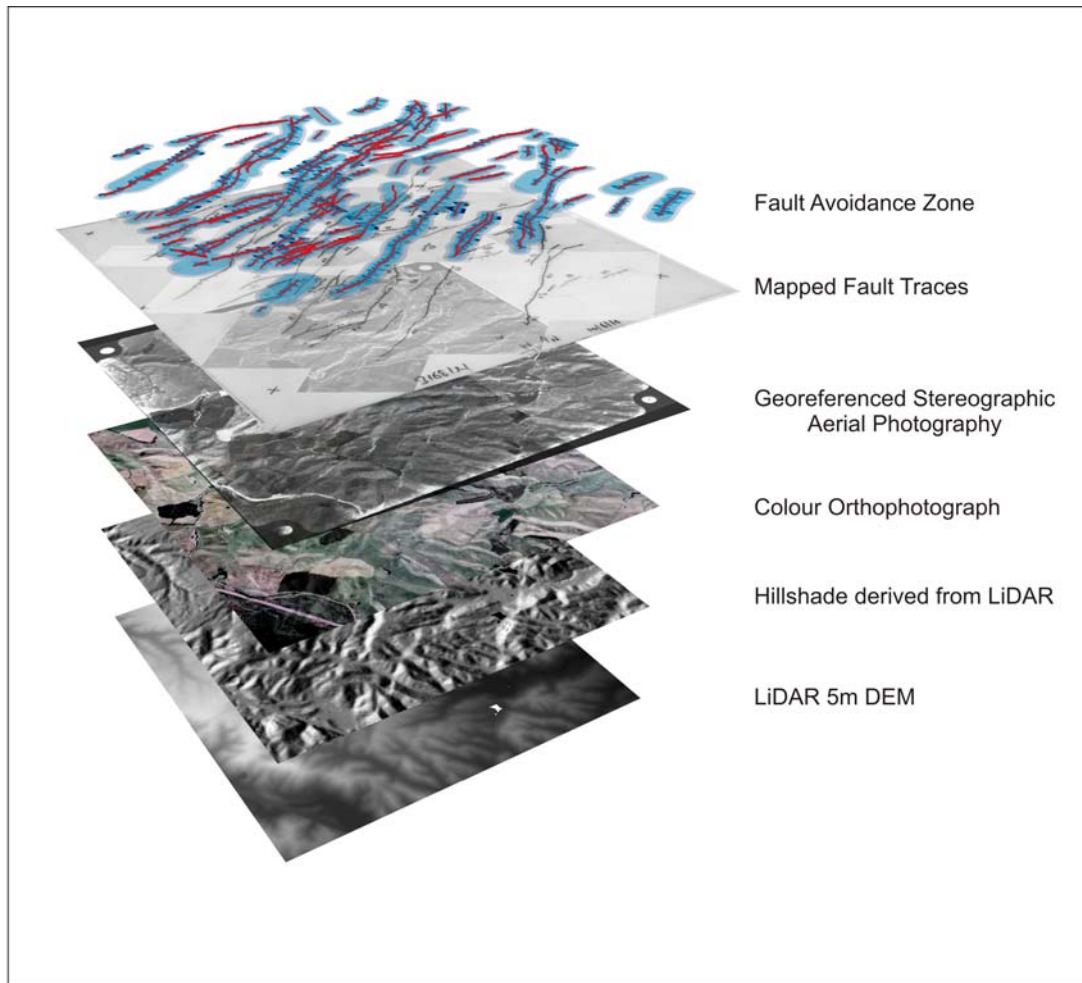 Fault Avoidance Zone
Mapped Fault Traces
Georeferenced Stereographic
Aerial Photography
Colour Orthophotograph
Hillshade derived from LiDAR
LiDAR 5m DEM